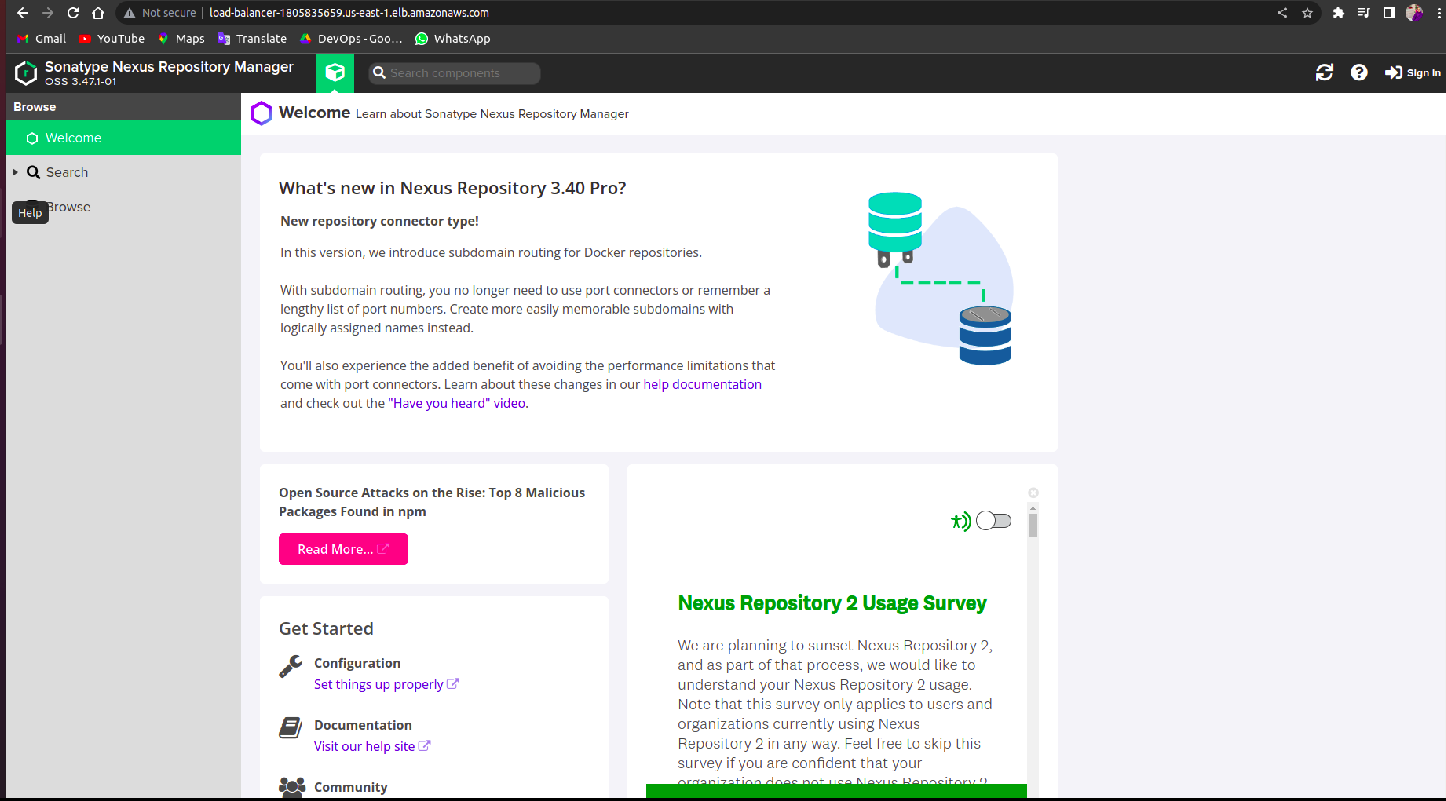 Not secure | load-balancer-1805835659.us-east-1.elb.amazonaws.com
Gmail YouTube Maps Translate DevOps - Goo... WhatsApp
Sonatype Nexus Repository Manager
OSS 3.47.1-01
Search components
Sign in
Browse
Welcome Learn about Sonatype Nexus Repository Manager
Welcome
Search
Browse
Help
What's new in Nexus Repository 3.40 Pro?
New repository connector type!
In this version, we introduce subdomain routing for Docker repositories.
With subdomain routing, you no longer need to use port connectors or remember a
lengthy list of port numbers. Create more easily memorable subdomains with
logically assigned names instead.
You'll also experience the added benefit of avoiding the performance limitations that
come with port connectors. Learn about these changes in our help documentation
and check out the "Have you heard" video.
Open Source Attacks on the Rise: Top 8 Malicious
Packages Found in npm
Read More...
Get Started
Configuration
Set things up properly
Documentation
Visit our help site
Community
Nexus Repository 2 Usage Survey
We are planning to sunset Nexus Repository 2,
and as part of that process, we would like to
understand your Nexus Repository 2 usage.
Note that this survey only applies to users and
organizations currently using Nexus
Repository 2 in any way. Feel free to skip this
survey if you are confident that your
organization does not use Nexus Repository 2